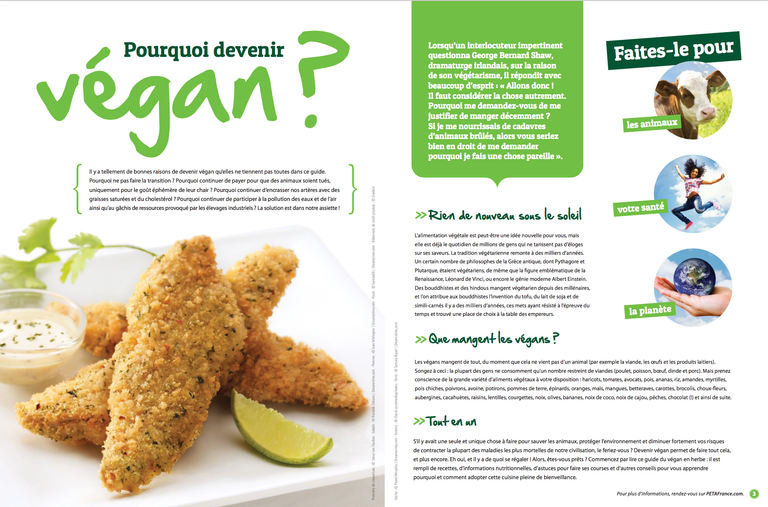 Pourquoi devenir
végan ?
Il y a tellement de bonnes raisons de devenir végan qu'elles ne tiennent pas toutes dans ce guide.
Pourquoi ne pas faire la transition ? Pourquoi continuer de payer pour que des animaux soient tués,
uniquement pour le goût éphémère de leur chair ? Pourquoi continuer d'encrasser nos artères avec des
graisses saturées et du cholestérol ? Pourquoi continuer de participer à la pollution des eaux et de l'air
ainsi qu'au gâchis de ressources provoqué par les élevages industriels ? La solution est dans notre assiette !
Lorsqu'un interlocuteur impertinent
questionna George Bernard Shaw,
dramaturge irlandais, sur la raison
de son végétarisme, il répondit avec
beaucoup d'esprit : « Allons donc !
Il faut considérer la chose autrement.
Pourquoi me demandez-vous de me
justifier de manger décemment ?
Si je me nourrissais de cadavres
d'animaux brûlés, alors vous seriez
bien en droit de me demander
pourquoi je fais une chose pareille ».
Faites-le pour
les animaux
votre santé
la planète
>> Rien de nouveau sous le soleil
L'alimentation végétale est peut-être une idée nouvelle pour vous, mais
elle est déjà le quotidien de millions de gens qui ne tarissent pas d'éloges
sur ses saveurs. La tradition végétarienne remonte à des milliers d'années.
Un certain nombre de philosophes de la Grèce antique, dont Pythagore et
Plutarque, étaient végétariens, de même que la figure emblématique de la
Renaissance, Léonard de Vinci, ou encore le génie moderne Albert Einstein.
Des bouddhistes et des hindous mangent végétarien depuis des millénaires,
et l'on attribue aux bouddhistes l'invention du tofu, du lait de soja et de
simili-carnés il y a des milliers d'années, ces mets ayant résisté à l'épreuve du
temps et trouvé une place de choix à la table des empereurs.
>> Que mangent les végans ?
Les végans mangent de tout, du moment que cela ne vient pas d'un animal (par exemple la viande, les œufs et les produits laitiers).
Songez à ceci : la plupart des gens ne consomment qu'un nombre restreint de viandes (poulet, poisson, bœuf, dinde et porc). Mais prenez
conscience de la grande variété d'aliments végétaux à votre disposition : haricots, tomates, avocats, pois, ananas, riz, amandes, myrtilles,
pois chiches, poivrons, avoine, potirons, pommes de terre, épinards, oranges, maïs, mangues, betteraves, carottes, brocolis, choux-fleurs,
aubergines, cacahuètes, raisins, lentilles, courgettes, noix, olives, bananes, noix de coco, noix de cajou, pêches, chocolat (!) et ainsi de suite.
>> Tout en un
S'il y avait une seule et unique chose à faire pour sauver les animaux, protéger l'environnement et diminuer fortement vos risques
de contracter la plupart des maladies les plus mortelles de notre civilisation, le feriez-vous ? Devenir végan permet de faire tout cela,
et plus encore. Eh oui, et il y a de quoi se régaler ! Alors, êtes-vous prêts ? Commencez par lire ce guide du végan en herbe : il est
rempli de recettes, d'informations nutritionnelles, d'astuces pour faire ses courses et d'autres conseils pour vous apprendre
pourquoi et comment adopter cette cuisine pleine de bienveillance.
Pour plus d'informations, rendez-vous sur PETAFrance.com.
3